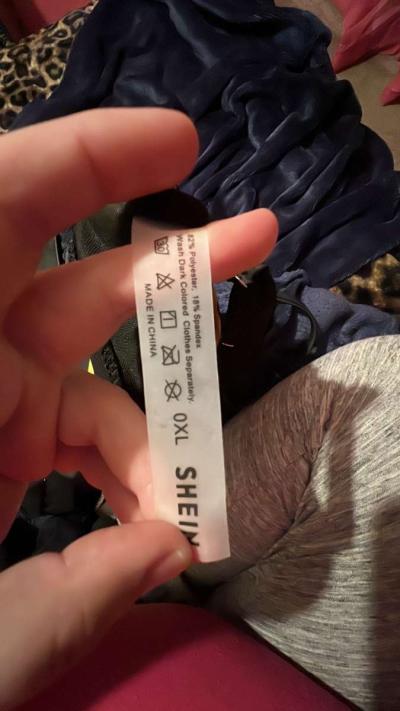 82% Polyester, 18% Spandex
Wash Dark Colored Clothes Separately.
MADE IN CHINA
0XL
SHEIN